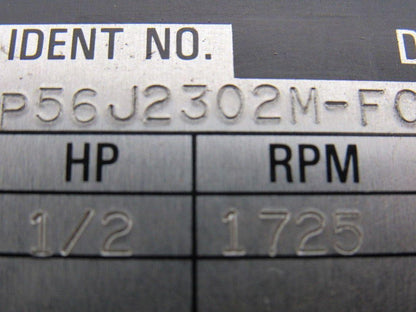 IDENT NO. D
P56J2302M-FC
HP RPM
1/2 1725